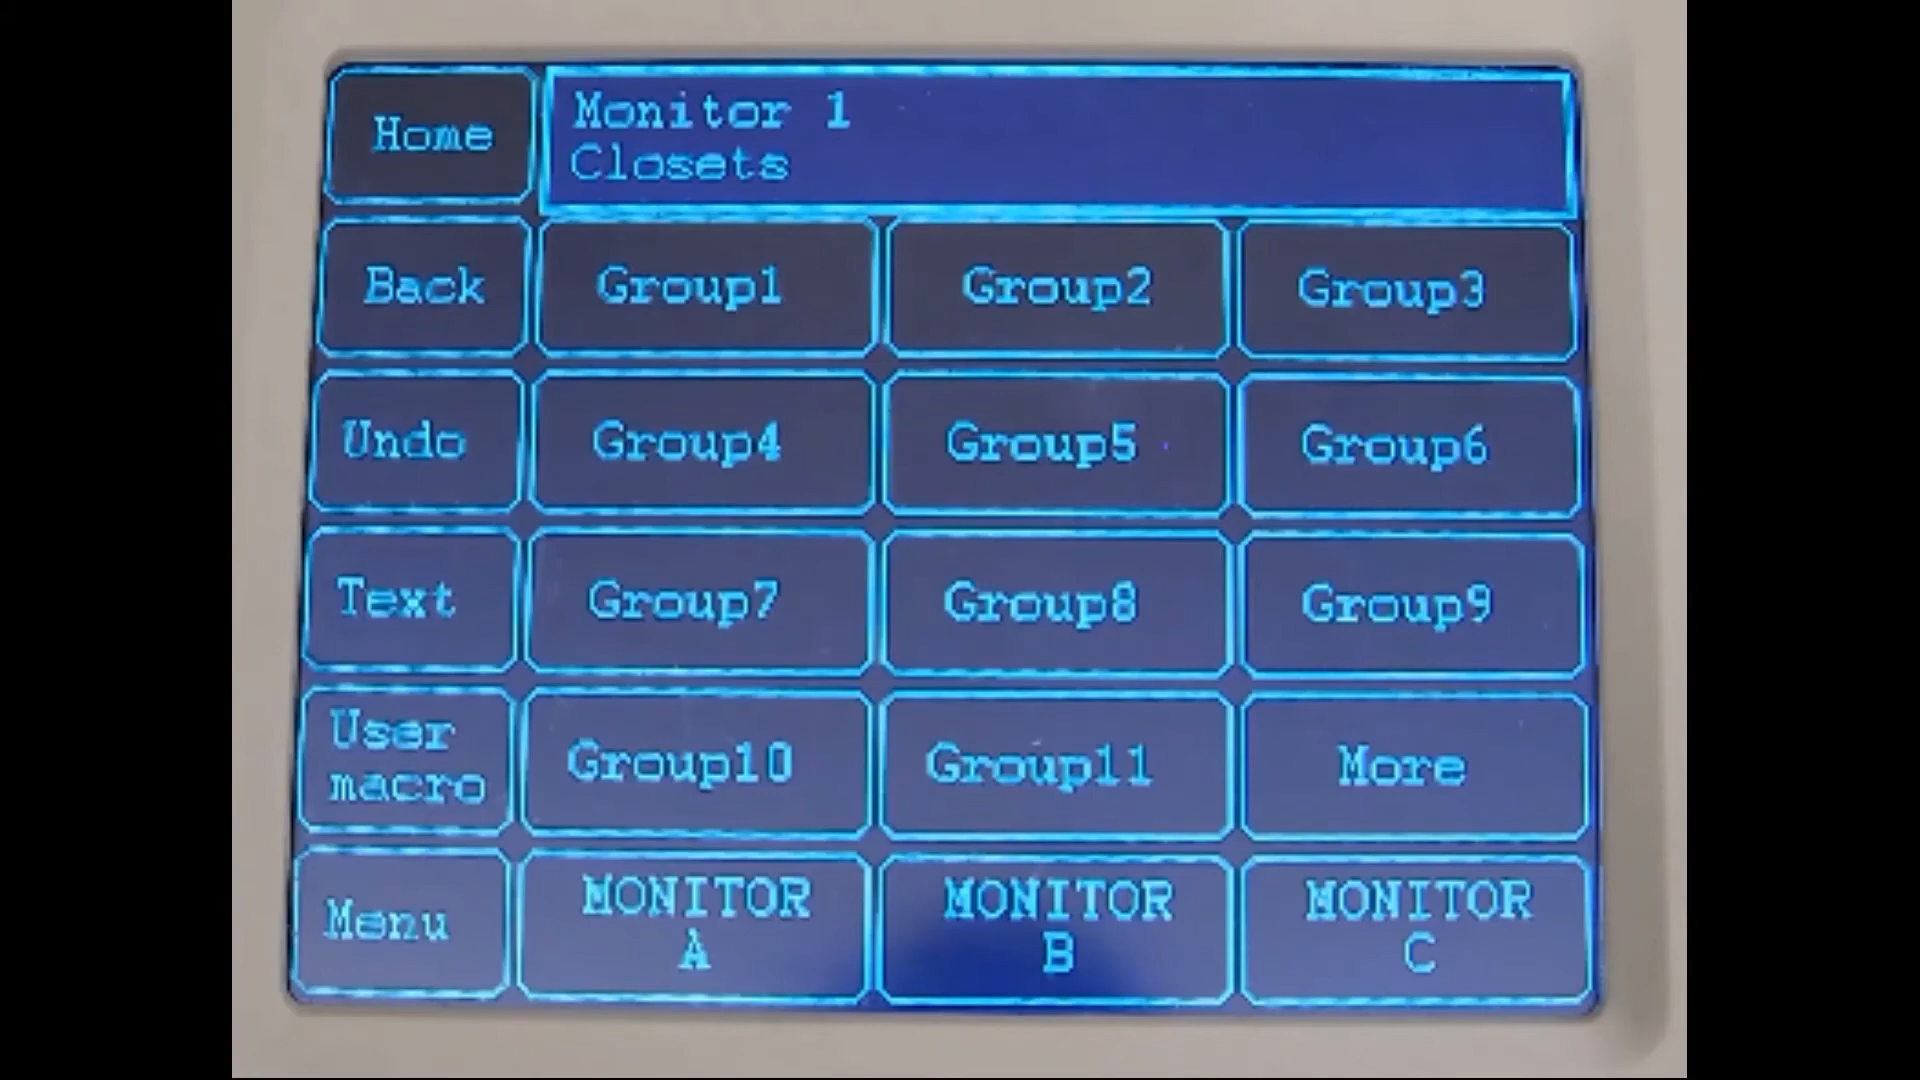 Home
Monitor 1
Closets
Back
Group1
Group2
Group3
Undo
Group4
Group5
Group6
Text
Group7
Group8
Group9
User
macro
Group10
Group11
More
Menu
MONITOR
A
MONITOR
B
MONITOR
C